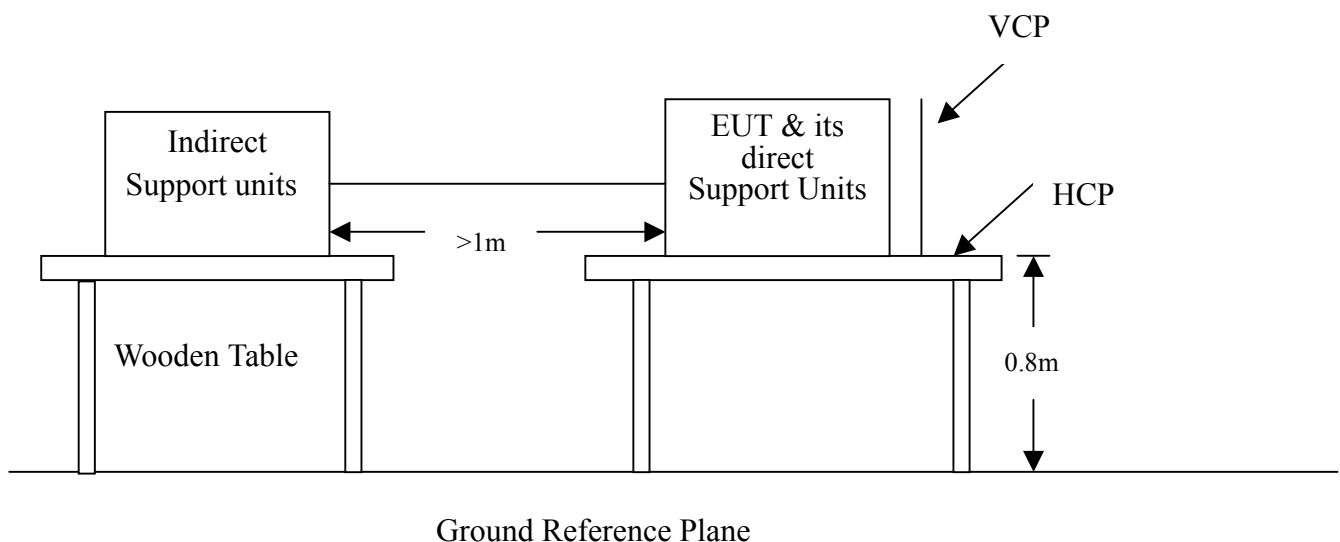 VCP
Indirect
Support units
EUT & its
direct
Support Units
HCP
>1m
Wooden Table
0.8m
Ground Reference Plane